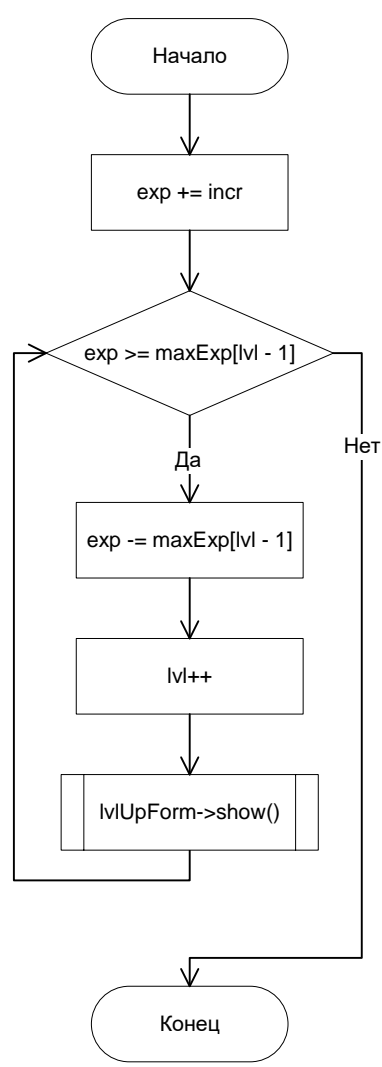 Начало
exp += incr
exp >= maxExp[lvl - 1]
Нет
Да
exp -= maxExp[lvl - 1]
lvl++
lvlUpForm->show()
Конец